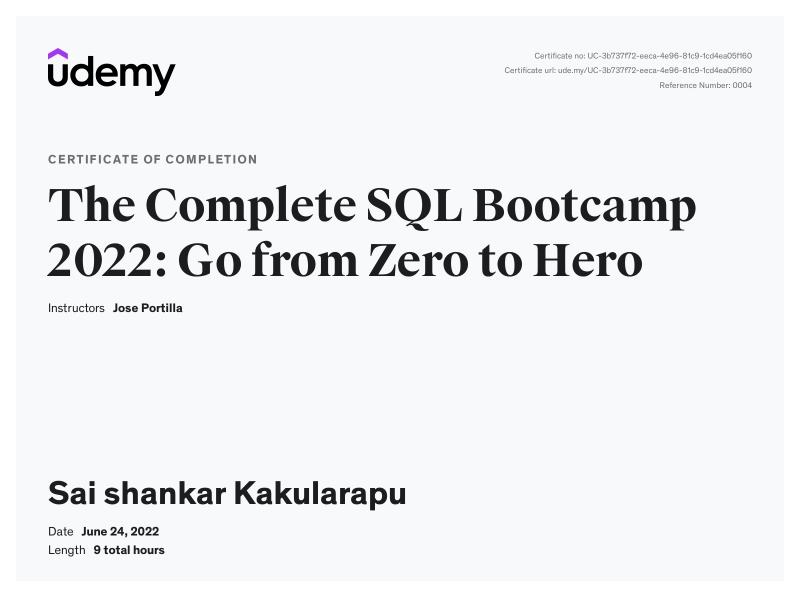 udemy
Certificate no: UC-3b737f72-eeca-4e96-81c9-1cd4ea05f160
Certificate url: ude.my/UC-3b737f72-eeca-4e96-81c9-1cd4ea05f160
Reference Number: 0004
CERTIFICATE OF COMPLETION
The Complete SQL Bootcamp
2022: Go from Zero to Hero
Instructors Jose Portilla
Sai shankar Kakularapu
Date June 24, 2022
Length 9 total hours